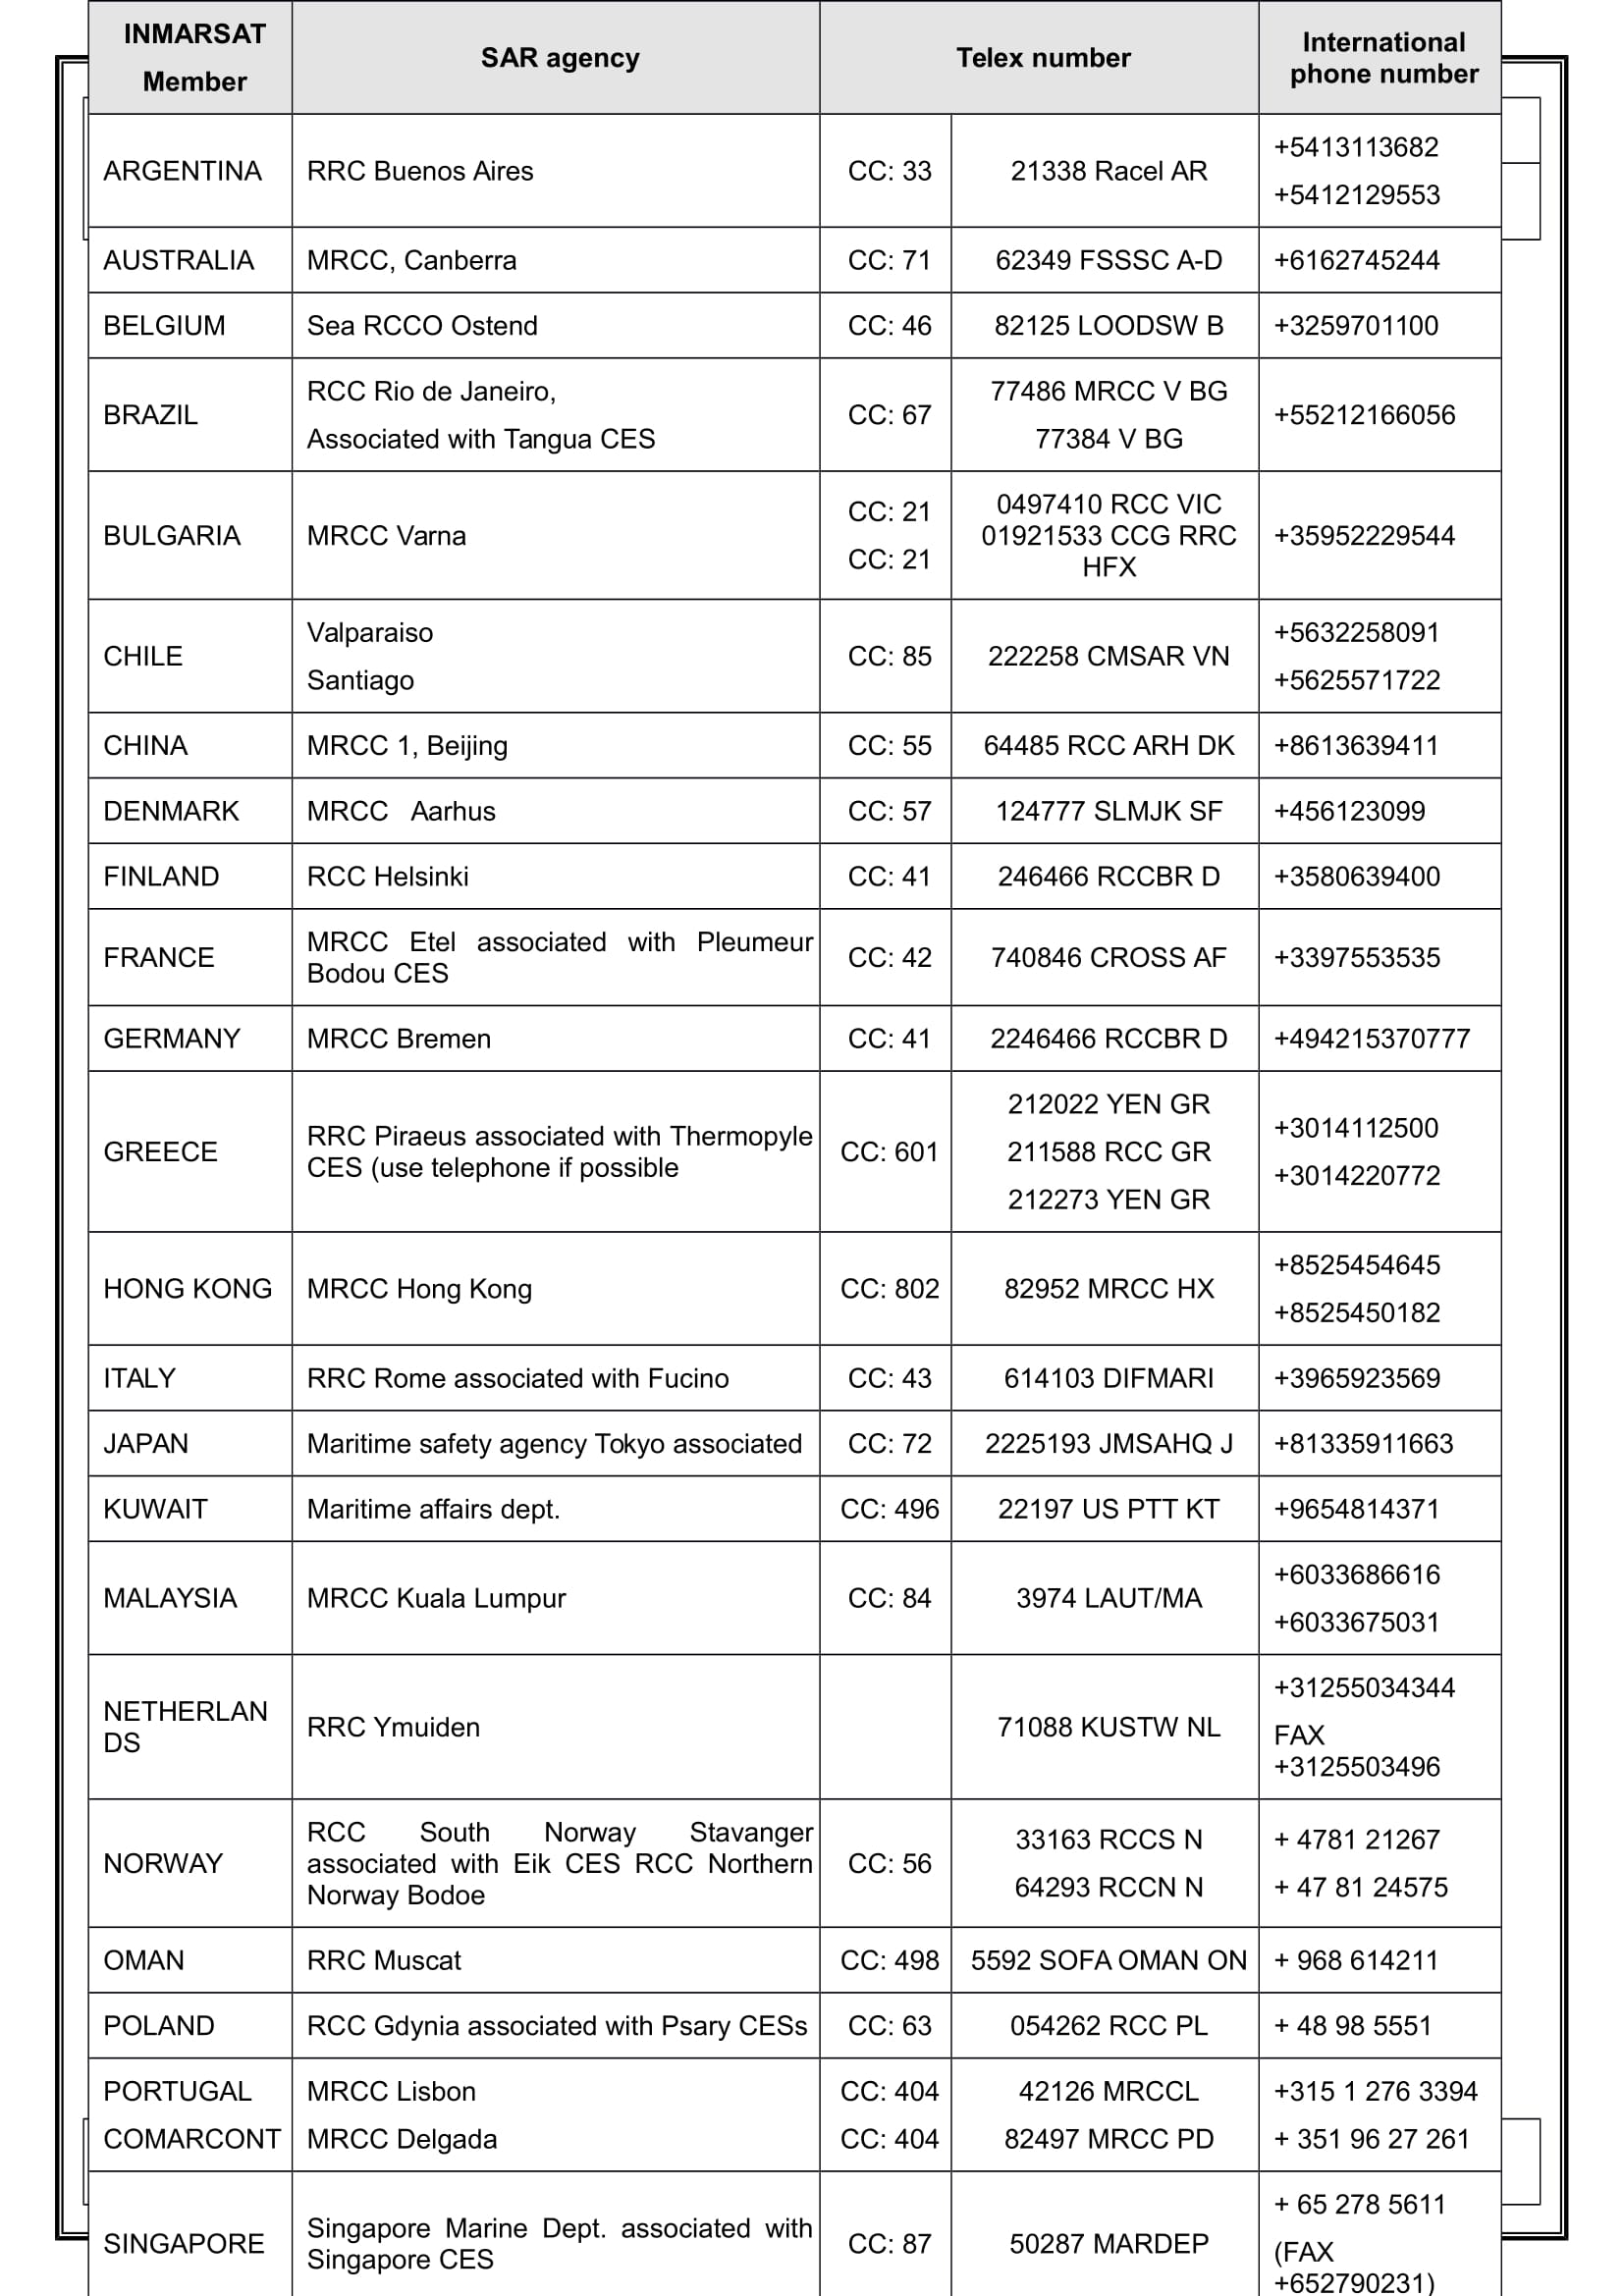 INMARSAT
Member
SAR agency
Telex number
International
phone number
ARGENTINA
RRC Buenos Aires
CC: 33
21338 Racel AR
+5413113682
+5412129553
AUSTRALIA
MRCC, Canberra
CC: 71
62349 FSSSC A-D
+6162745244
BELGIUM
Sea RCCO Ostend
CC: 46
82125 LOODSW B
+3259701100
BRAZIL
RCC Rio de Janeiro,
Associated with Tangua CES
CC: 67
77486 MRCC V BG
77384 V BG
+55212166056
BULGARIA
MRCC Varna
CC: 21
CC: 21
0497410 RCC VIC
01921533 CCG RRC
HFX
+35952229544
CHILE
Valparaiso
Santiago
CC: 85
222258 CMSAR VN
+5632258091
+5625571722
CHINA
MRCC 1, Beijing
CC: 55
64485 RCC ARH DK
+8613639411
DENMARK
MRCC Aarhus
CC: 57
124777 SLMJK SF
+456123099
FINLAND
RCC Helsinki
CC: 41
246466 RCCBR D
+3580639400
FRANCE
MRCC Etel associated with Pleumeur
Bodou CES
CC: 42
740846 CROSS AF
+3397553535
GERMANY
MRCC Bremen
CC: 41
2246466 RCCBR D
+494215370777
GREECE
RRC Piraeus associated with Thermopyle
CES (use telephone if possible
CC: 601
212022 YEN GR
211588 RCC GR
212273 YEN GR
+3014112500
+3014220772
HONG KONG
MRCC Hong Kong
CC: 802
82952 MRCC HX
+8525454645
+8525450182
ITALY
RRC Rome associated with Fucino
CC: 43
614103 DIFMARI
+3965923569
JAPAN
Maritime safety agency Tokyo associated
CC: 72
2225193 JMSAHQ J
+81335911663
KUWAIT
Maritime affairs dept.
CC: 496
22197 US PTT KT
+9654814371
MALAYSIA
MRCC Kuala Lumpur
CC: 84
3974 LAUT/MA
+6033686616
+6033675031
NETHERLAN
DS
RRC Ymuiden
71088 KUSTW NL
+31255034344
FAX
+3125503496
NORWAY
RCC South Norway Stavanger
associated with Eik CES RCC Northern
Norway Bodoe
CC: 56
33163 RCCS N
64293 RCCN N
+ 4781 21267
+ 47 81 24575
OMAN
RRC Muscat
CC: 498
5592 SOFA OMAN ON
+ 968 614211
POLAND
RCC Gdynia associated with Psary CESs
CC: 63
054262 RCC PL
+ 48 98 5551
PORTUGAL
COMARCONT
MRCC Lisbon
MRCC Delgada
CC: 404
CC: 404
42126 MRCCL
82497 MRCC PD
+315 1 276 3394
+ 351 96 27 261
SINGAPORE
Singapore Marine Dept. associated with
Singapore CES
CC: 87
50287 MARDEP
+ 65 278 5611
(FAX
+652790231)